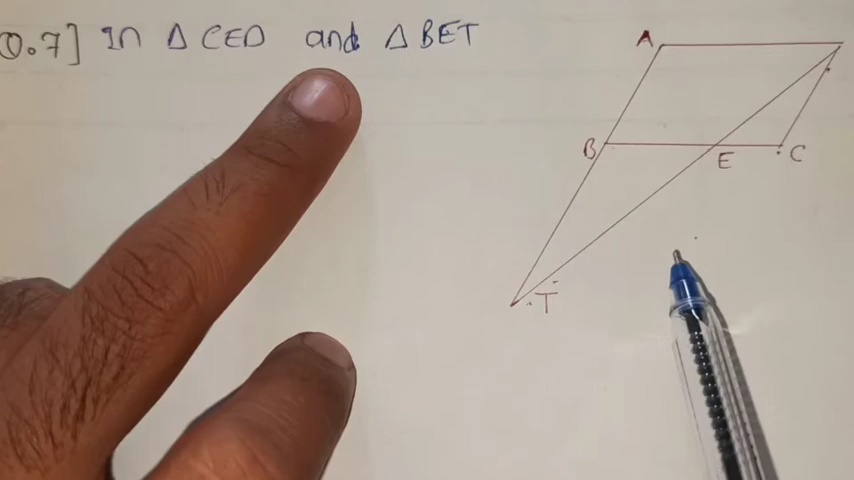 Q.7] In Δ CED and Δ BET
A
B
E
C
T